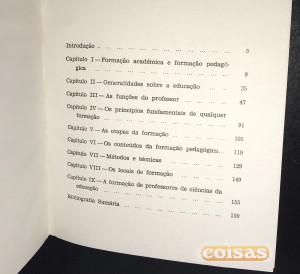 Introdução ... ... ... ... ... ... ... ... ... 5
Capítulo I — Formação académica e formação pedagó-
gica ... ... ... ... ... ... ... ... ... 9
Capítulo II — Generalidades sobre a educação ... ... 25
Capítulo III — As funções do professor ... ... ... 47
Capítulo IV — Os princípios fundamentais de qualquer
formação ... ... ... ... ... ... ... ... 91
Capítulo V — As etapas da formação ... ... ... ... 105
Capítulo VI — Os conteúdos da formação pedagógica... 119
Capítulo VII — Métodos e técnicas ... ... ... ... 129
Capítulo VIII — Os locais de formação ... ... ... 149
Capítulo IX — A formação de professores de ciências da
educação ... ... ... ... ... ... ... ... 155
Bibliografia Sumária ... ... ... ... ... ... 159
coisas